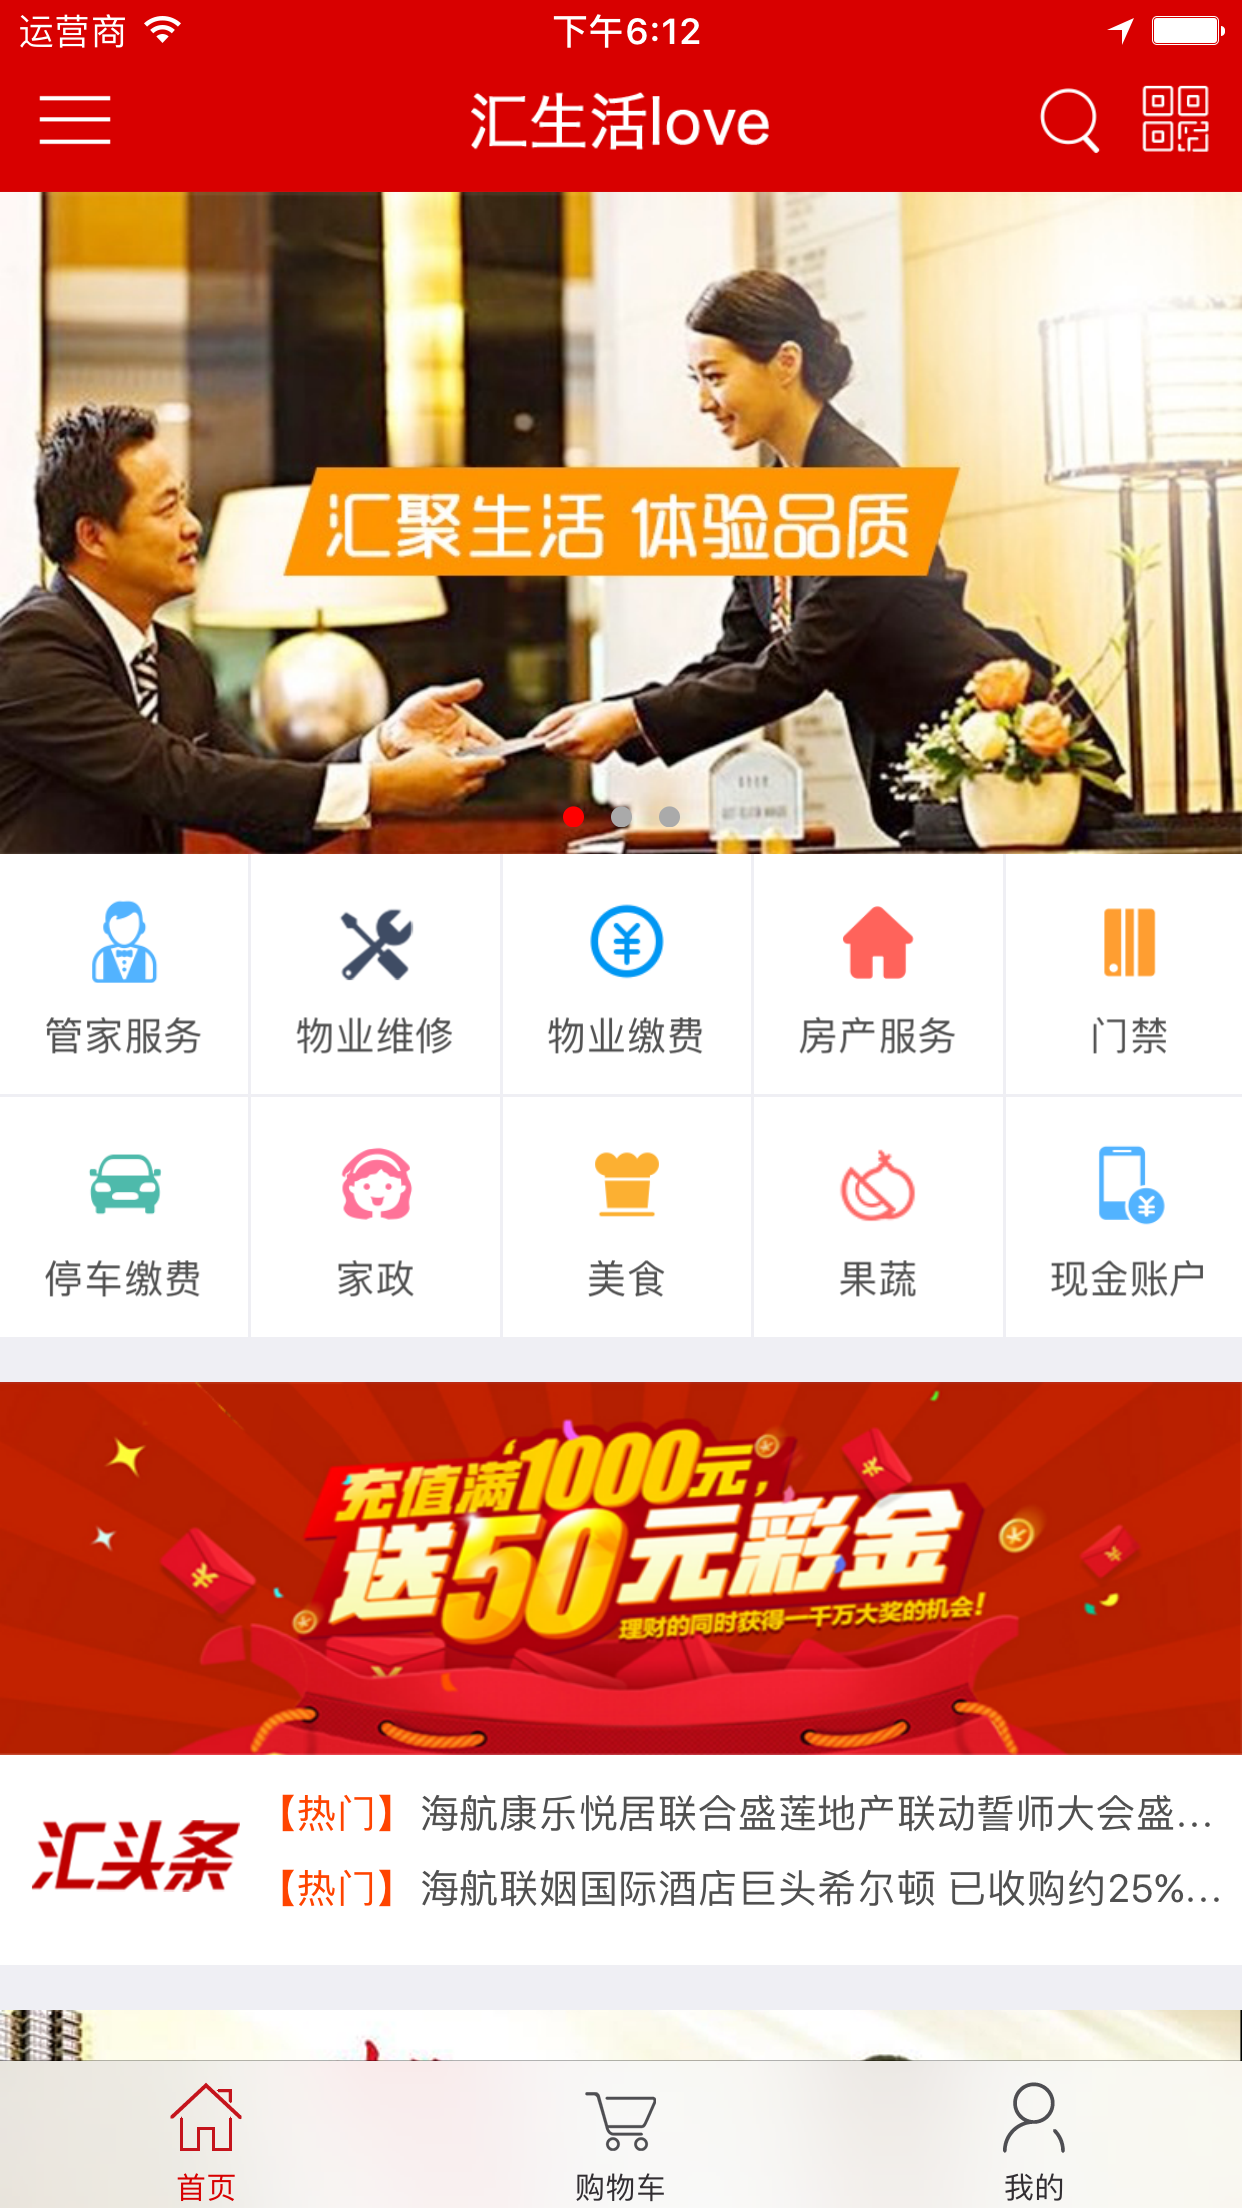 运营商 下午6:12
汇生活love
汇聚生活 体验品质
管家服务 物业维修 物业缴费 房产服务 门禁
停车缴费 家政 美食 果蔬 现金账户
充值满1000元，
送50元彩金
理财的同时获得一千万大奖的机会！
汇头条
【热门】 海航康乐悦居联合盛莲地产联动誓师大会盛...
【热门】 海航联姻国际酒店巨头希尔顿 已收购约25%...
首页 购物车 我的